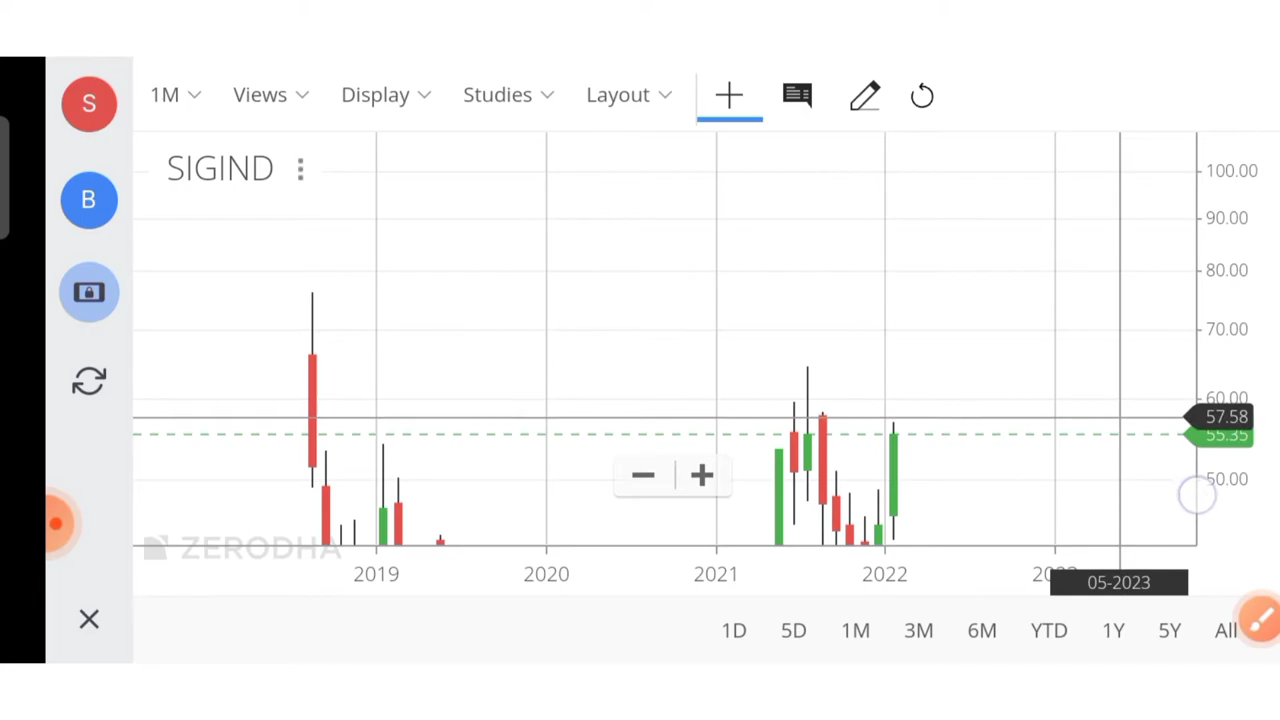 S
1M Views Display Studies Layout
B
SIGIND
100.00
90.00
80.00
70.00
60.00
57.58
55.35
50.00
ZERODHA
2019 2020 2021 2022
05-2023
1D 5D 1M 3M 6M YTD 1Y 5Y All